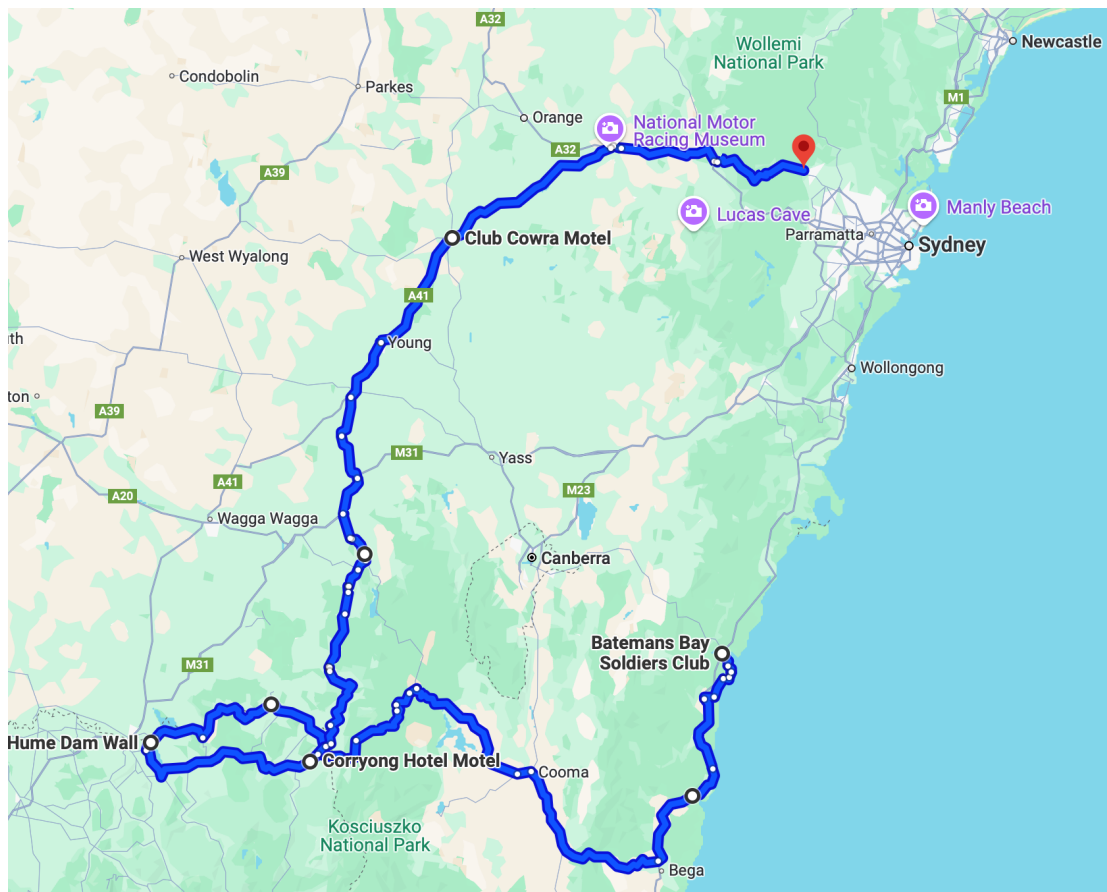 A32
Wollemi
National Park
Newcastle
Condobolin
Parkes
M1
Orange
National Motor
Racing Museum
A32
A39
Lucas Cave
Manly Beach
Parramatta
Sydney
Club Cowra Motel
West Wyalong
A41
Young
th
Wollongong
ton
A39
M31
Yass
A41
A20
M23
Wagga Wagga
Canberra
Batemans Bay
Soldiers Club
M31
Hume Dam Wall
Corryong Hotel Motel
Cooma
Kosciuszko
National Park
Bega